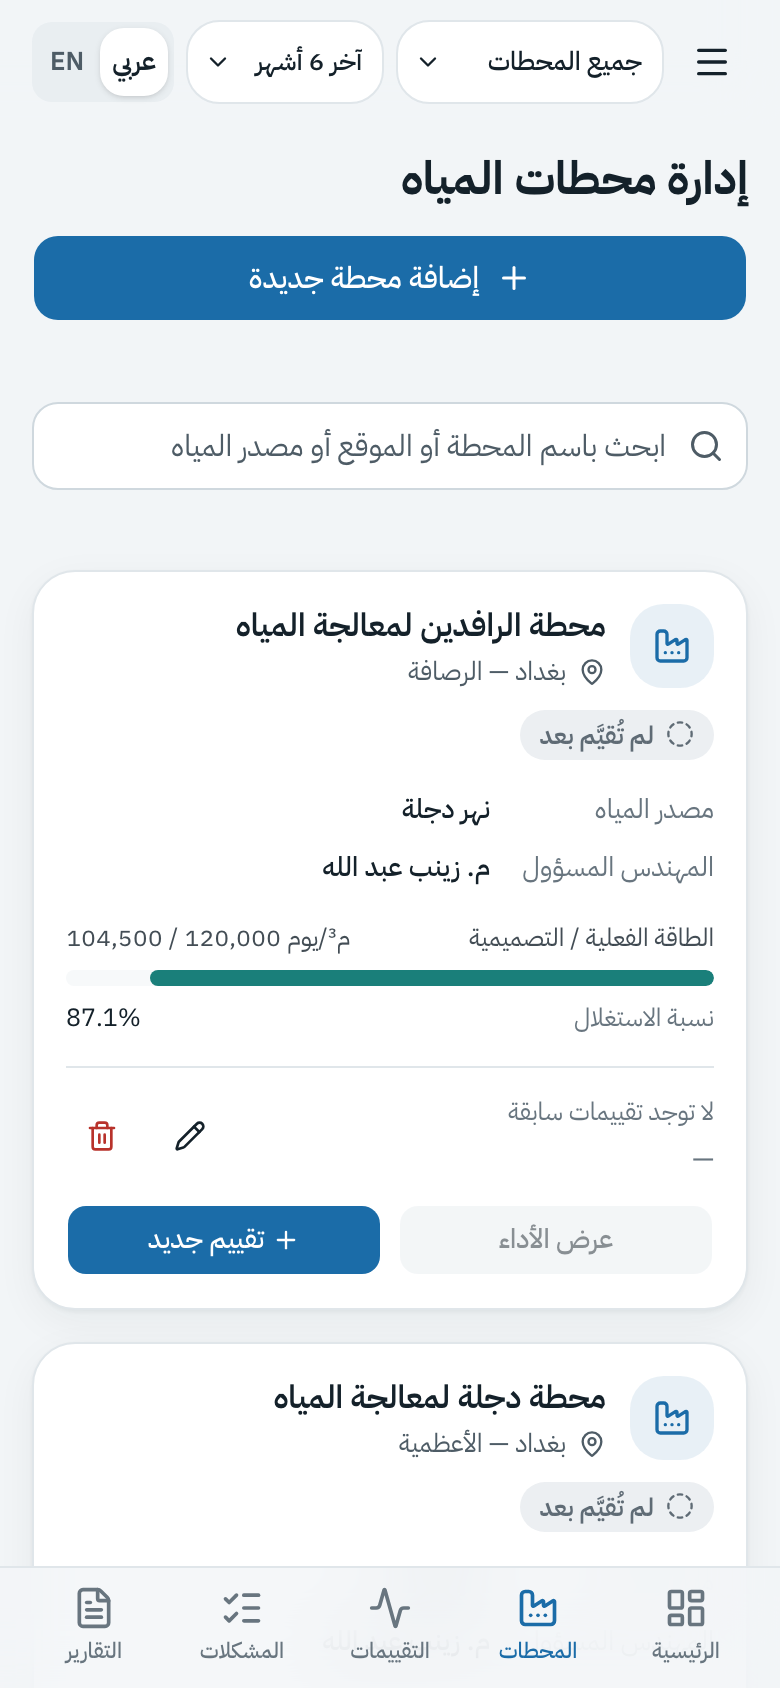 جميع المحطات
آخر 6 أشهر
عربي
EN
إدارة محطات المياه
+ إضافة محطة جديدة
ابحث باسم المحطة أو الموقع أو مصدر المياه
محطة الرافدين لمعالجة المياه
بغداد — الرصافة
لم تُقيَّم بعد
مصدر المياه نهر دجلة
المهندس المسؤول م. زينب عبد الله
الطاقة الفعلية / التصميمية 104,500 / 120,000 م³/يوم
نسبة الاستغلال 87.1%
لا توجد تقييمات سابقة
—
عرض الأداء
+ تقييم جديد
محطة دجلة لمعالجة المياه
بغداد — الأعظمية
لم تُقيَّم بعد
الرئيسية
المحطات
التقييمات
المشكلات
التقارير